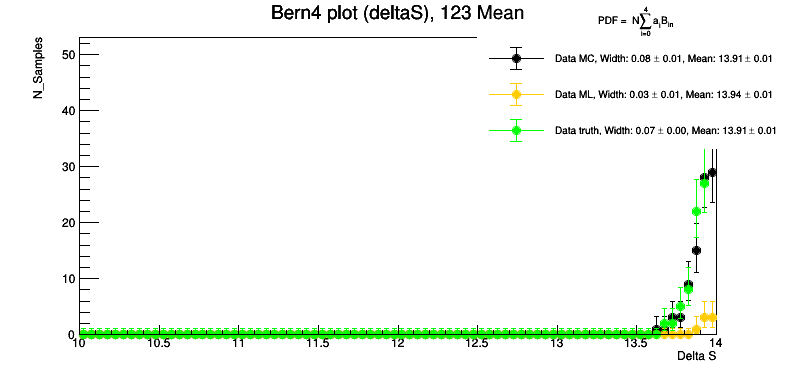 Bern4 plot (deltaS), 123 Mean
PDF = N∑ aᵢBᵢₙ
4
i=0
N_Samples
Data MC, Width: 0.08 ± 0.01, Mean: 13.91 ± 0.01
Data ML, Width: 0.03 ± 0.01, Mean: 13.94 ± 0.01
Data truth, Width: 0.07 ± 0.00, Mean: 13.91 ± 0.01
50
40
30
20
10
0
10 10.5 11 11.5 12 12.5 13 13.5 14
Delta S